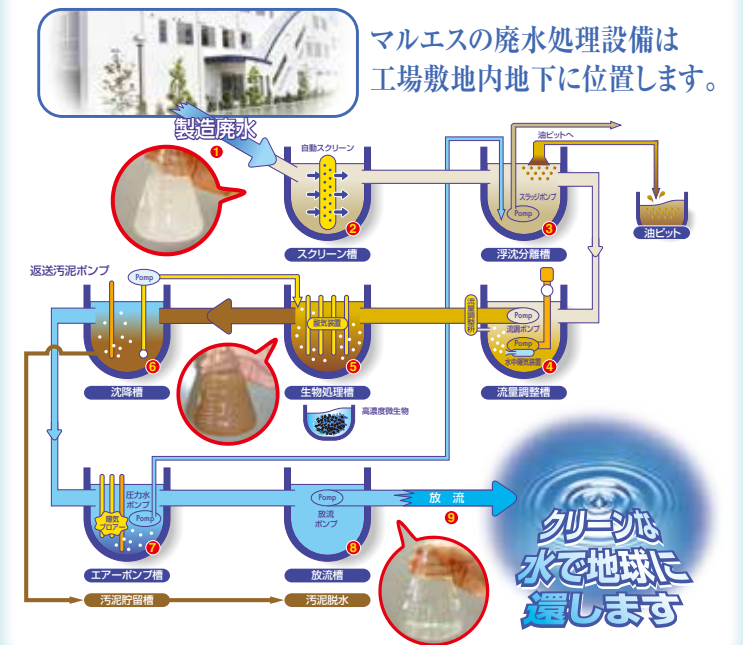 マルエスの廃水処理設備は
工場敷地内地下に位置します。
製造廃水
1
自動スクリーン
2
スクリーン槽
油ピットへ
スラッジポンプ
Pomp
3
浮沈分離槽
油ピット
返送汚泥ポンプ
Pomp
6
沈降槽
散気装置
5
生物処理槽
高濃度微生物
流量調整枡
Pomp
流調ポンプ
Pomp
水中曝気装置
4
流量調整槽
圧力水
ポンプ
Pomp
曝気
ブロアー
7
エアーポンプ槽
Pomp
放流
ポンプ
8
放流槽
放流
9
汚泥貯留槽
汚泥脱水
クリーンな
水で地球に
還します